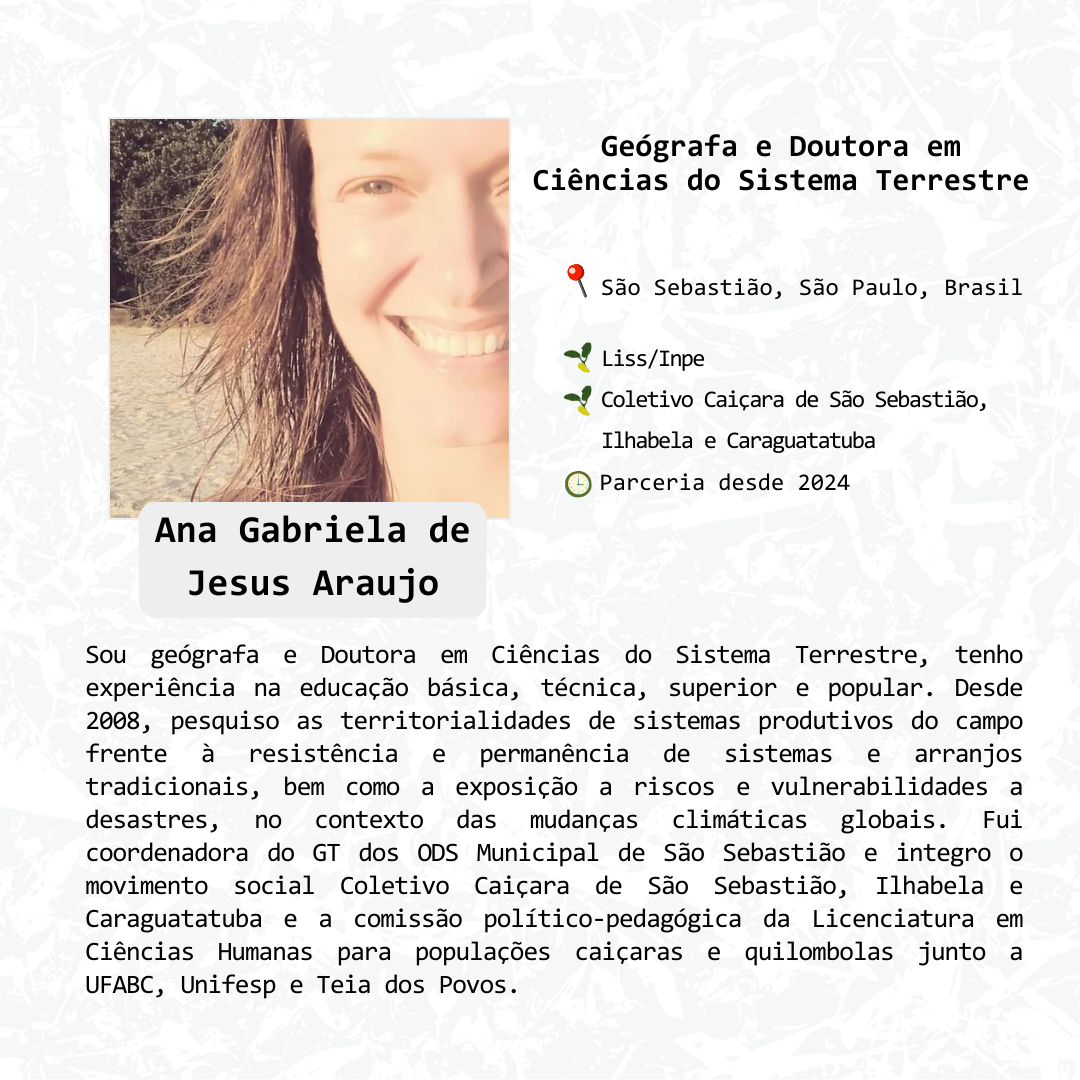 Geógrafa e Doutora em
Ciências do Sistema Terrestre
São Sebastião, São Paulo, Brasil
Liss/Inpe
Coletivo Caiçara de São Sebastião,
Ilhabela e Caraguatatuba
Parceria desde 2024
Ana Gabriela de
Jesus Araujo
Sou geógrafa e Doutora em Ciências do Sistema Terrestre, tenho
experiência na educação básica, técnica, superior e popular. Desde
2008, pesquiso as territorialidades de sistemas produtivos do campo
frente à resistência e permanência de sistemas e arranjos
tradicionais, bem como a exposição a riscos e vulnerabilidades a
desastres, no contexto das mudanças climáticas globais. Fui
coordenadora do GT dos ODS Municipal de São Sebastião e integro o
movimento social Coletivo Caiçara de São Sebastião, Ilhabela e
Caraguatatuba e a comissão político-pedagógica da Licenciatura em
Ciências Humanas para populações caiçaras e quilombolas junto a
UFABC, Unifesp e Teia dos Povos.